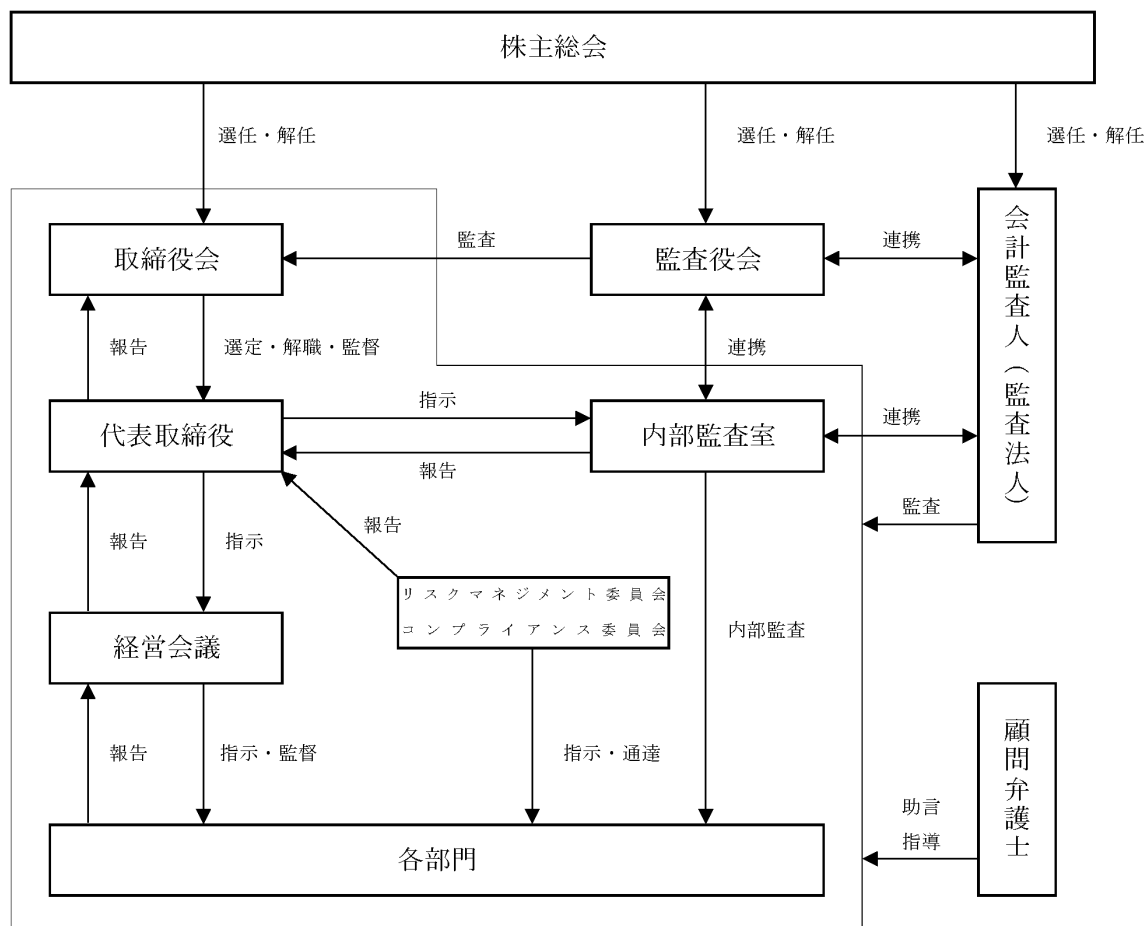 株主総会
選任・解任
選任・解任
選任・解任
取締役会
監査
監査役会
連携
会計監査人（監査法人）
報告
選定・解職・監督
連携
代表取締役
指示
報告
内部監査室
連携
監査
報告
指示
報告
リスクマネジメント委員会
コンプライアンス委員会
経営会議
内部監査
報告
指示・監督
指示・通達
顧問弁護士
助言
指導
各部門